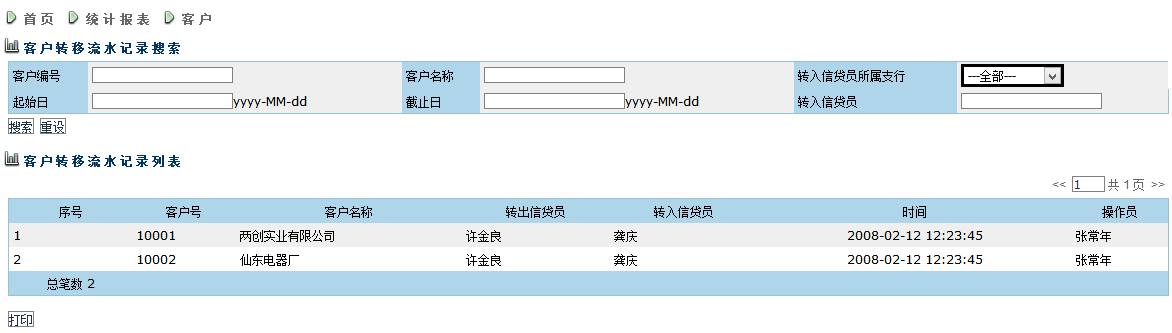 首页 统计报表 客户
客户转移流水记录搜索
客户编号 客户名称 转入信贷员所属支行 ---全部---
起始日 yyyy-MM-dd 截止日 yyyy-MM-dd 转入信贷员
搜索 重设
客户转移流水记录列表
<< 1 共 1 页 >>
序号 客户号 客户名称 转出信贷员 转入信贷员 时间 操作员
1 10001 两创实业有限公司 许金良 龚庆 2008-02-12 12:23:45 张常年
2 10002 仙东电器厂 许金良 龚庆 2008-02-12 12:23:45 张常年
总笔数 2
打印